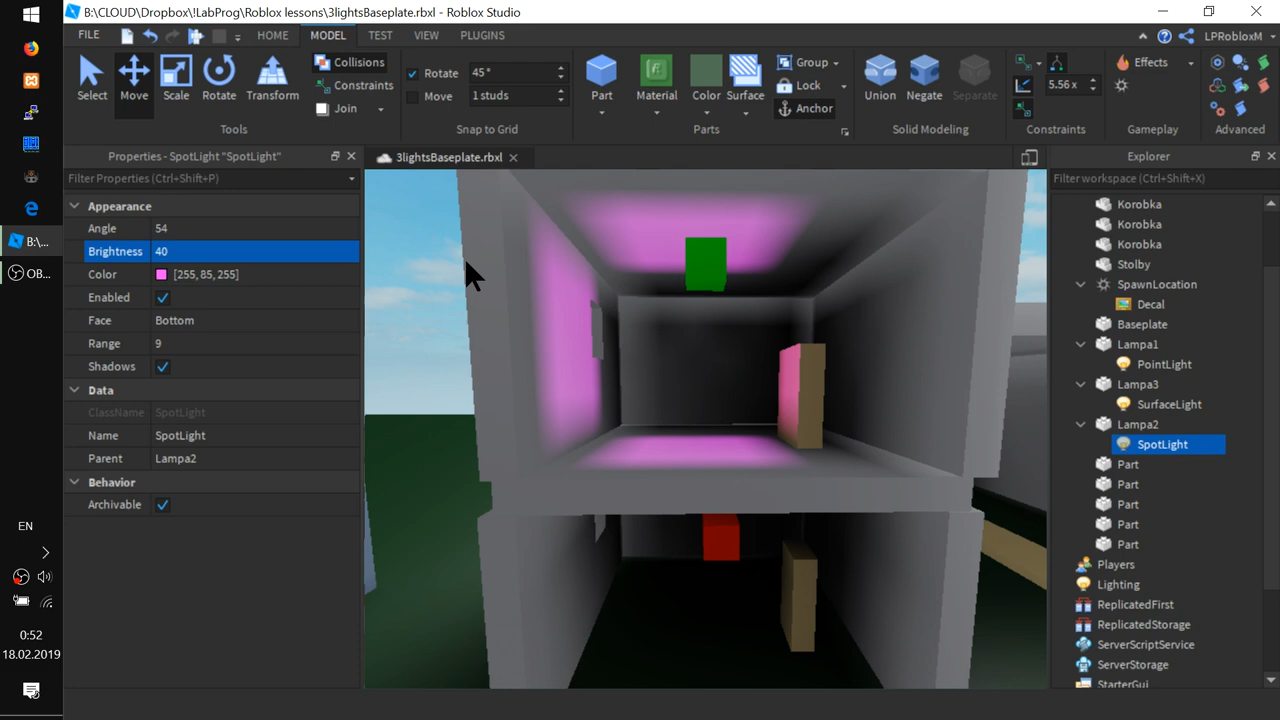 B:\CLOUD\Dropbox\!LabProg\Roblox lessons\3lightsBaseplate.rbxl - Roblox Studio
FILE HOME MODEL TEST VIEW PLUGINS LPRobloxM
Select Move Scale Rotate Transform
Collisions
Constraints
Join
Tools
Rotate 45°
Move 1 studs
Snap to Grid
Part Material Color Surface
Group
Lock
Anchor
Parts
Union Negate Separate
Solid Modeling
5.56 x
Constraints
Effects
Gameplay
Advanced
Properties - SpotLight "SpotLight"
Filter Properties (Ctrl+Shift+P)
Appearance
Angle 54
Brightness 40
Color [255, 85, 255]
Enabled
Face Bottom
Range 9
Shadows
Data
ClassName SpotLight
Name SpotLight
Parent Lampa2
Behavior
Archivable
3lightsBaseplate.rbxl
Explorer
Filter workspace (Ctrl+Shift+X)
Korobka
Korobka
Korobka
Stolby
SpawnLocation
Decal
Baseplate
Lampa1
PointLight
Lampa3
SurfaceLight
Lampa2
SpotLight
Part
Part
Part
Part
Part
Players
Lighting
ReplicatedFirst
ReplicatedStorage
ServerScriptService
ServerStorage
StarterGui
B:\...
OB...
EN
0:52
18.02.2019